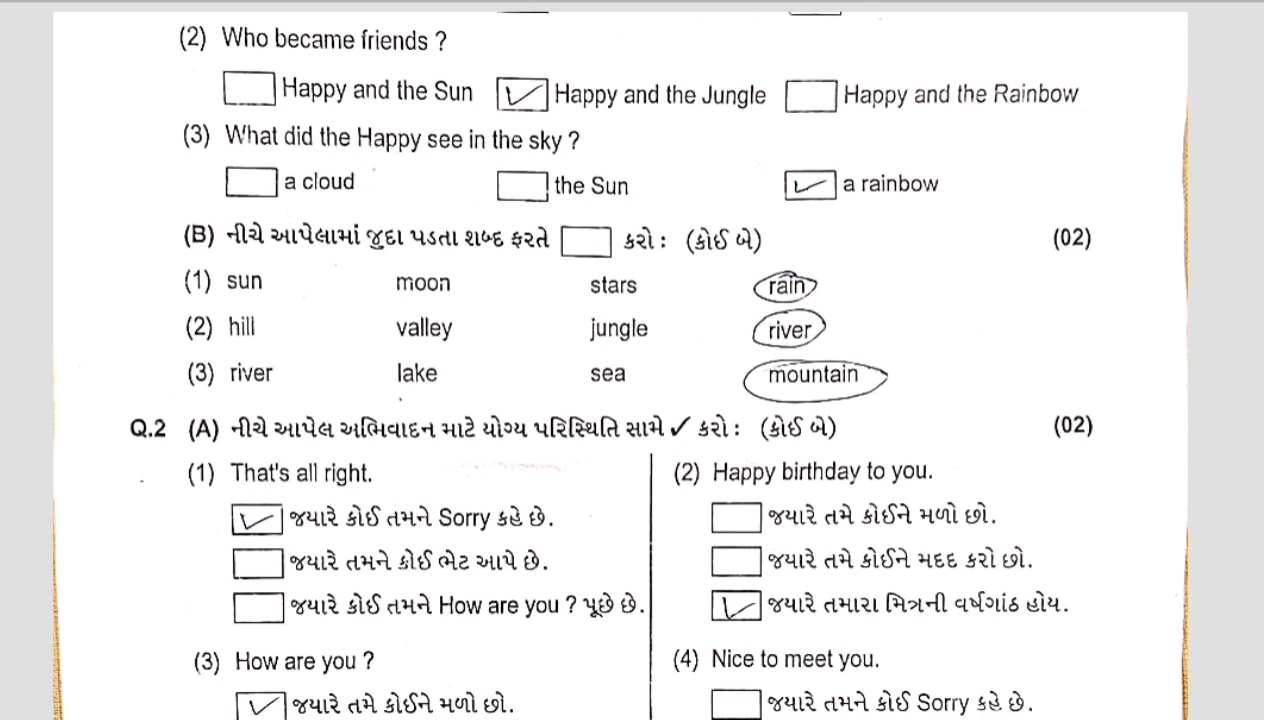 (2) Who became friends ?
Happy and the Sun ✓ Happy and the Jungle Happy and the Rainbow
(3) What did the Happy see in the sky ?
a cloud the Sun ✓ a rainbow
(B) નીચે આપેલામાં જુદા પડતા શબ્દ ફરતે કરો : (કોઈ બે) (02)
(1) sun moon stars rain
(2) hill valley jungle river
(3) river lake sea mountain
Q.2 (A) નીચે આપેલ અભિવાદન માટે યોગ્ય પરિસ્થિતિ સામે ✓ કરો : (કોઈ બે) (02)
(1) That's all right.
✓ જ્યારે કોઈ તમને Sorry કહે છે.
જ્યારે તમને કોઈ ભેટ આપે છે.
જ્યારે કોઈ તમને How are you ? પૂછે છે.
(2) Happy birthday to you.
જ્યારે તમે કોઈને મળો છો.
જ્યારે તમે કોઈને મદદ કરો છો.
✓ જ્યારે તમારા મિત્રની વર્ષગાંઠ હોય.
(3) How are you ?
✓ જ્યારે તમે કોઈને મળો છો.
(4) Nice to meet you.
જ્યારે તમને કોઈ Sorry કહે છે.